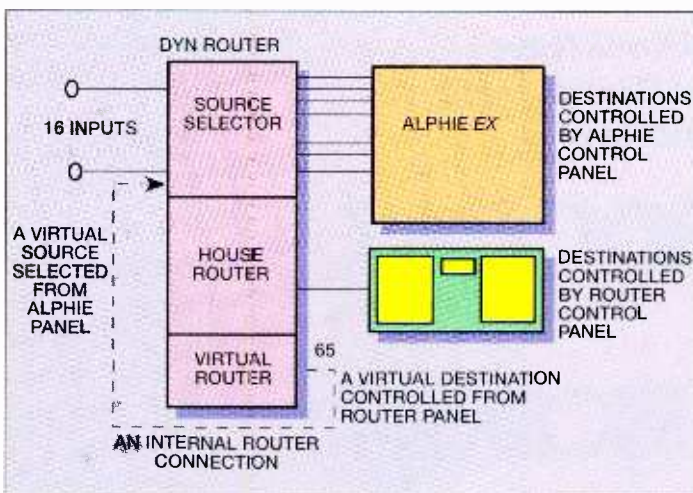 DYN ROUTER
SOURCE
SELECTOR
16 INPUTS
ALPHIE EX
DESTINATIONS
CONTROLLED
BY ALPHIE
CONTROL
PANEL
A VIRTUAL
SOURCE
SELECTED
FROM
ALPHIE
PANEL
HOUSE
ROUTER
DESTINATIONS
CONTROLLED
BY ROUTER
CONTROL
PANEL
VIRTUAL
ROUTER
65
A VIRTUAL DESTINATION
CONTROLLED FROM
ROUTER PANEL
AN INTERNAL ROUTER
CONNECTION